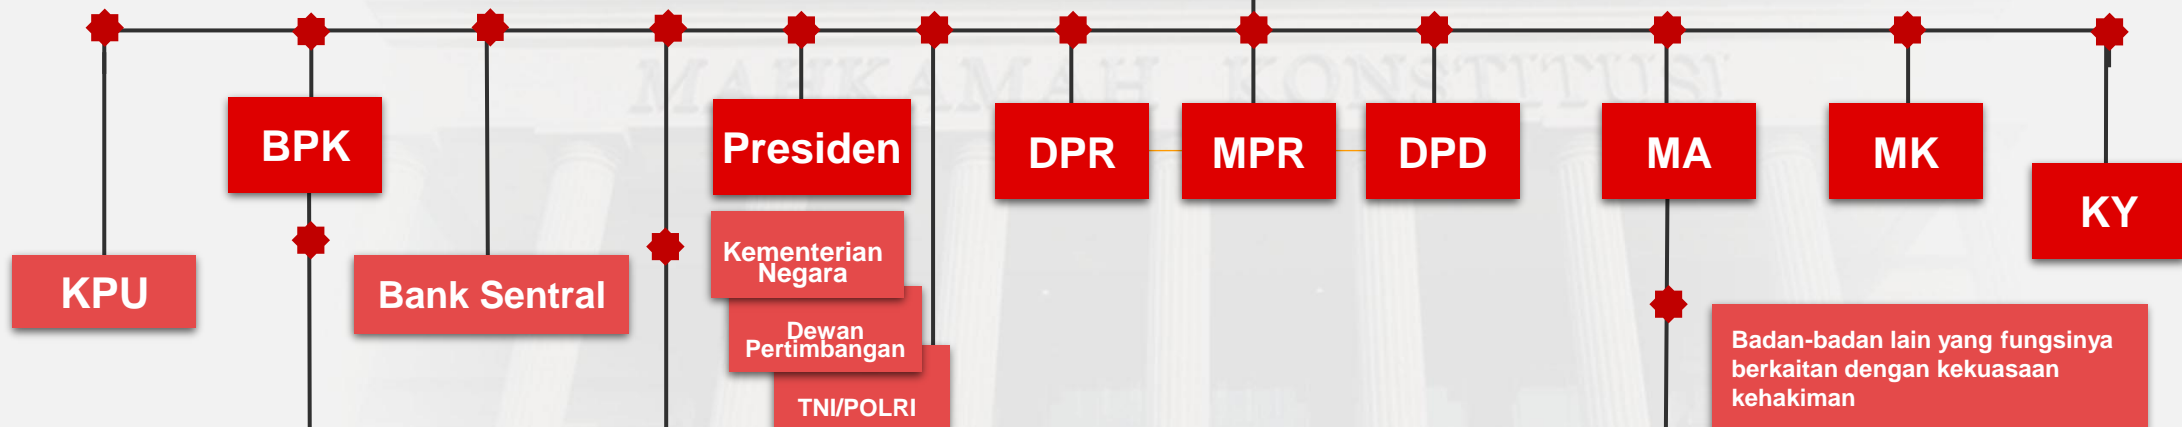 MAHKAMAH KONSTITUSI
BPK
Presiden
DPR
MPR
DPD
MA
MK
KY
KPU
Bank Sentral
Kementerian
Negara
Dewan
Pertimbangan
TNI/POLRI
Badan-badan lain yang fungsinya
berkaitan dengan kekuasaan
kehakiman